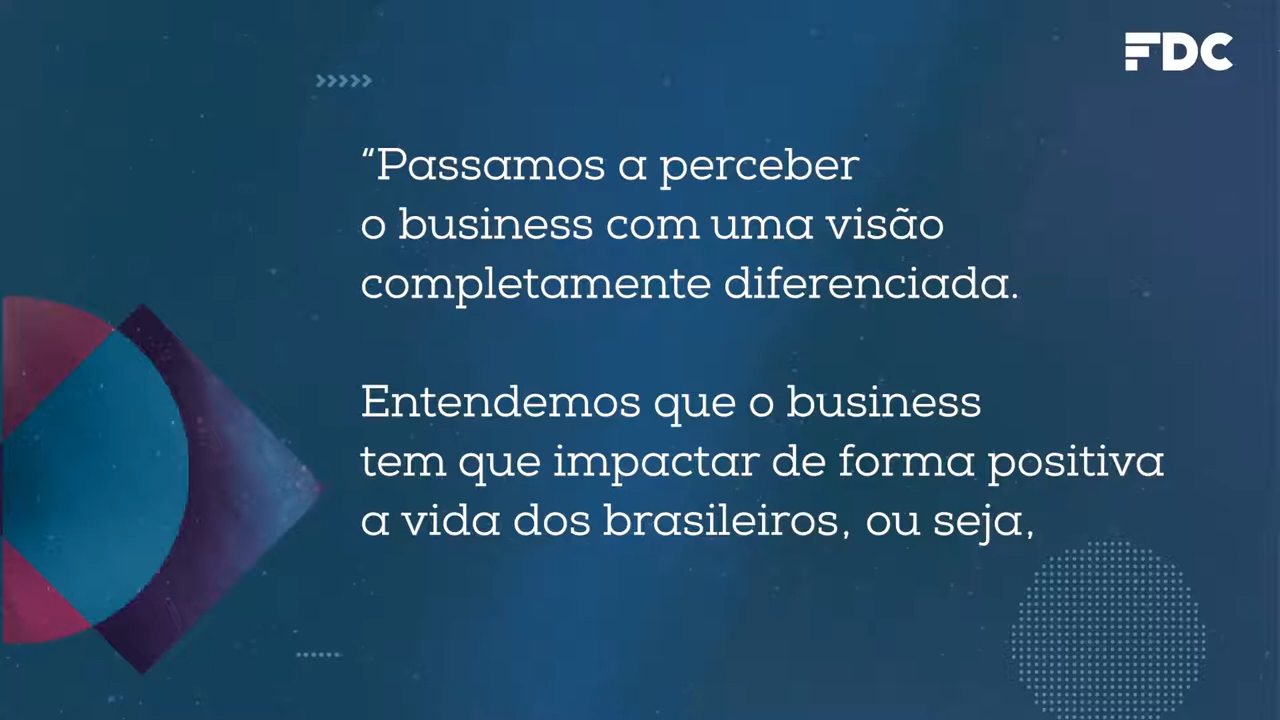 FDC
“Passamos a perceber
o business com uma visão
completamente diferenciada.
Entendemos que o business
tem que impactar de forma positiva
a vida dos brasileiros, ou seja,